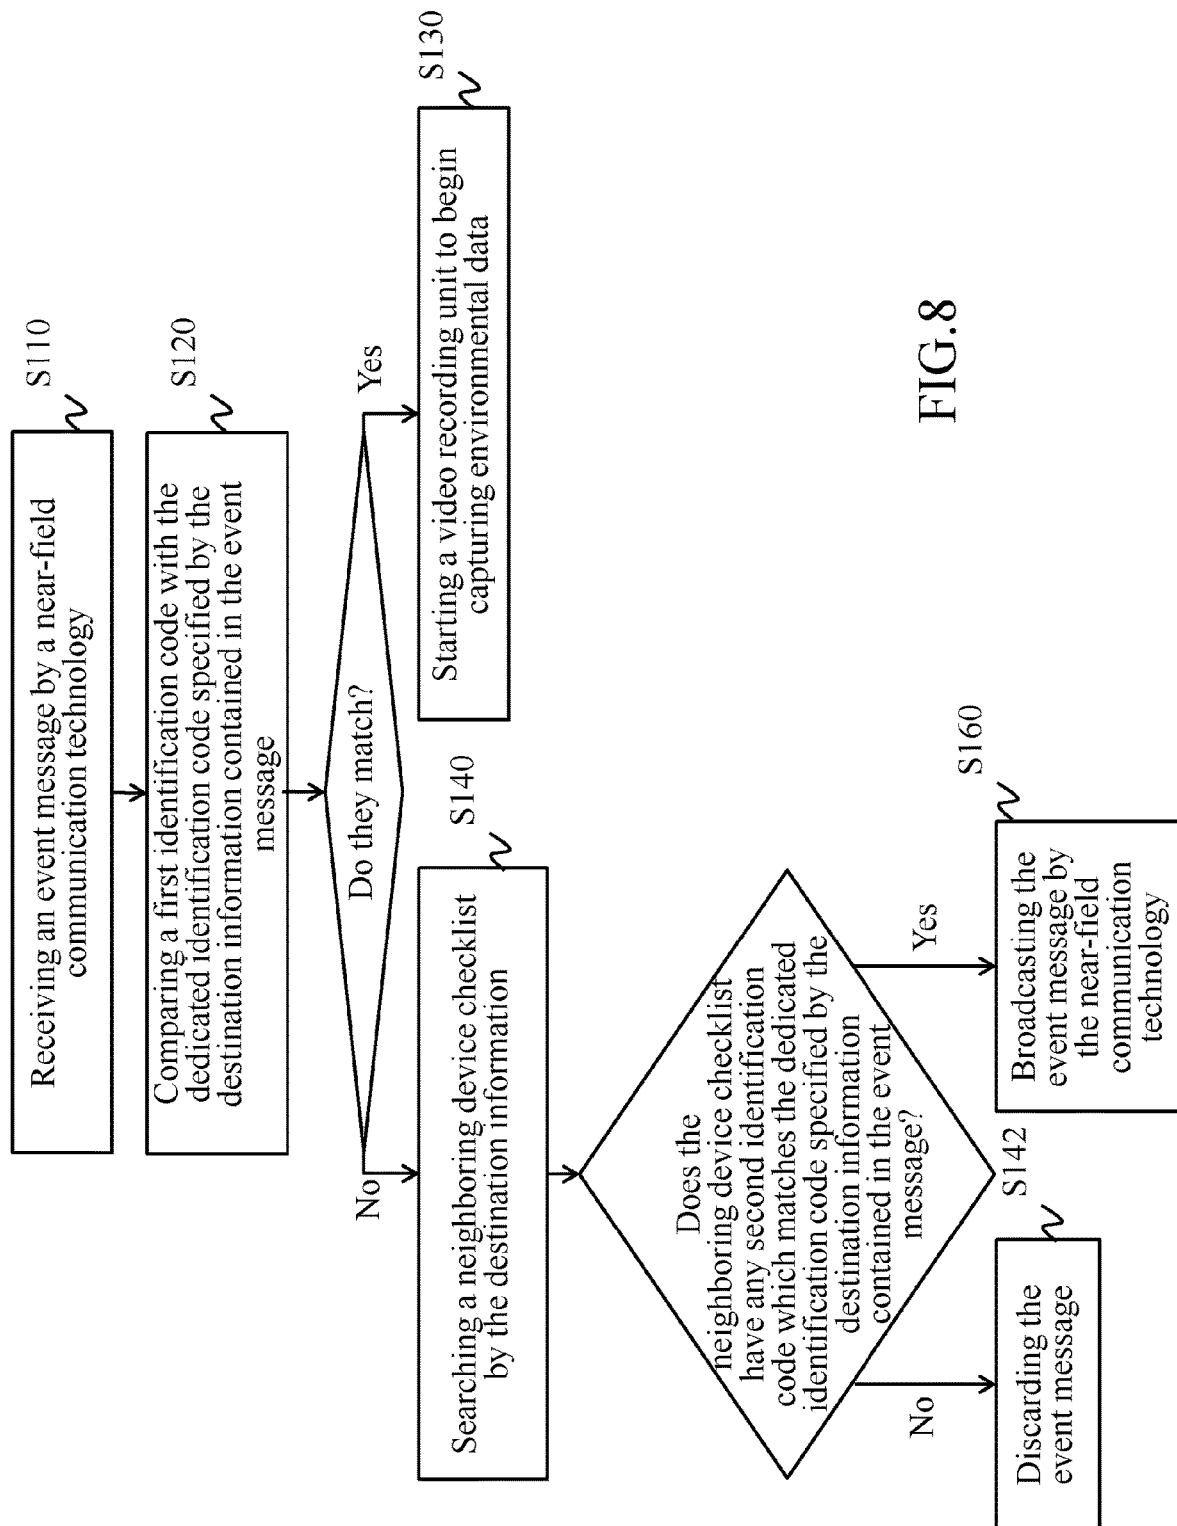 S110
Receiving an event message by a near-field
communication technology
S120
Comparing a first identification code with the
dedicated identification code specified by the
destination information contained in the event
message
Do they match?
Yes
No
S130
Starting a video recording unit to begin
capturing environmental data
S140
Searching a neighboring device checklist
by the destination information
Does the
neighboring device checklist
have any second identification
code which matches the dedicated
identification code specified by the
destination information
contained in the event
message?
No
Yes
S142
Discarding the
event message
S160
Broadcasting the
event message by
the near-field
communication
technology
FIG.8